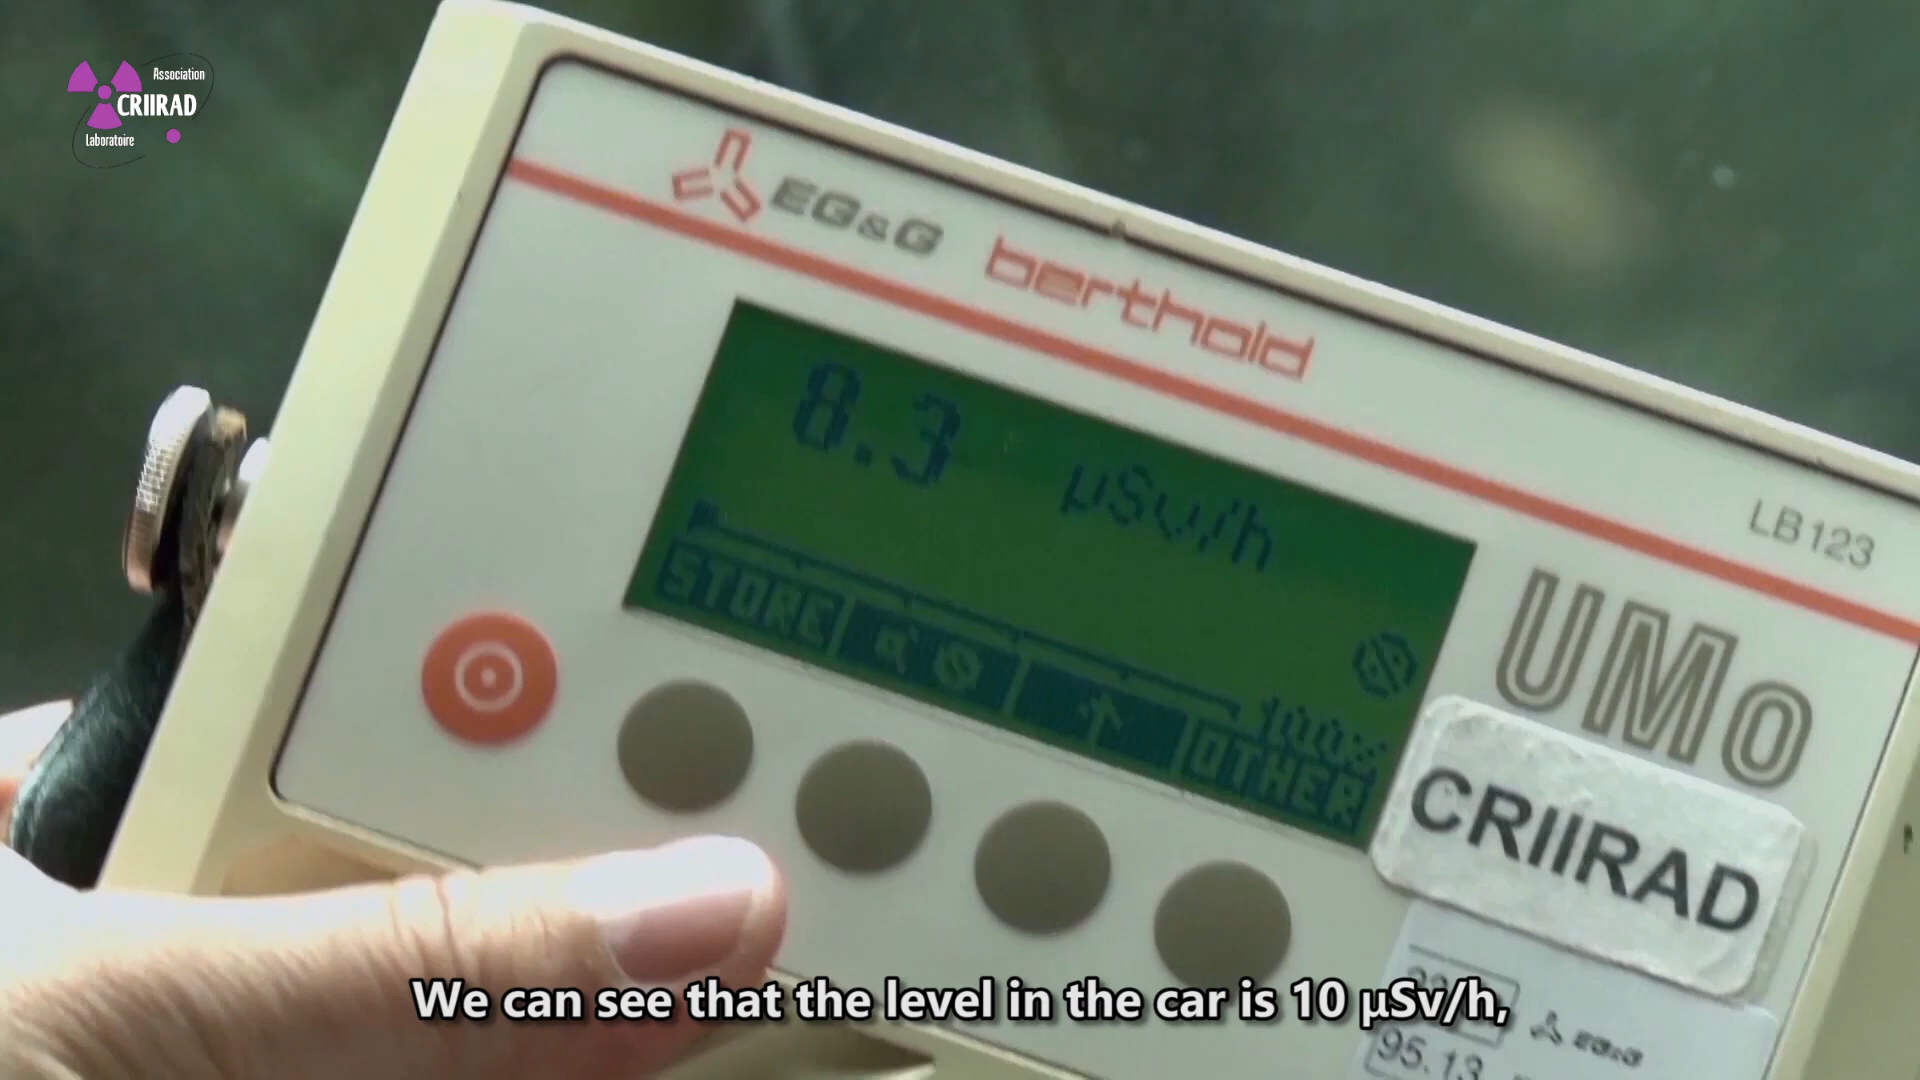 Association
CRIIRAD
Laboratoire
EG&G berthold
LB123
8.3 µSv/h
100%
STORE
OTHER
UMo
CRIIRAD
EG&G
95.13
We can see that the level in the car is 10 µSv/h,